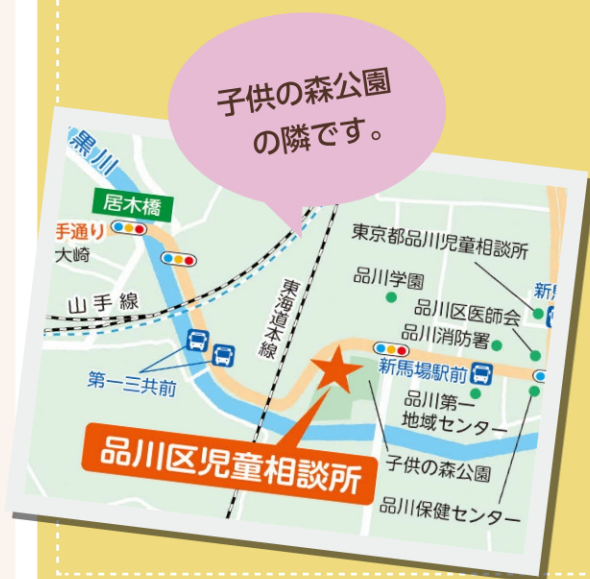 子供の森公園
の隣です。
黒川
居木橋
手通り
大崎
山手線
東海道本線
第一三共前
東京都品川児童相談所
品川学園
品川区医師会
品川消防署
新馬場駅前
品川第一
地域センター
子供の森公園
品川保健センター
品川区児童相談所
新馬